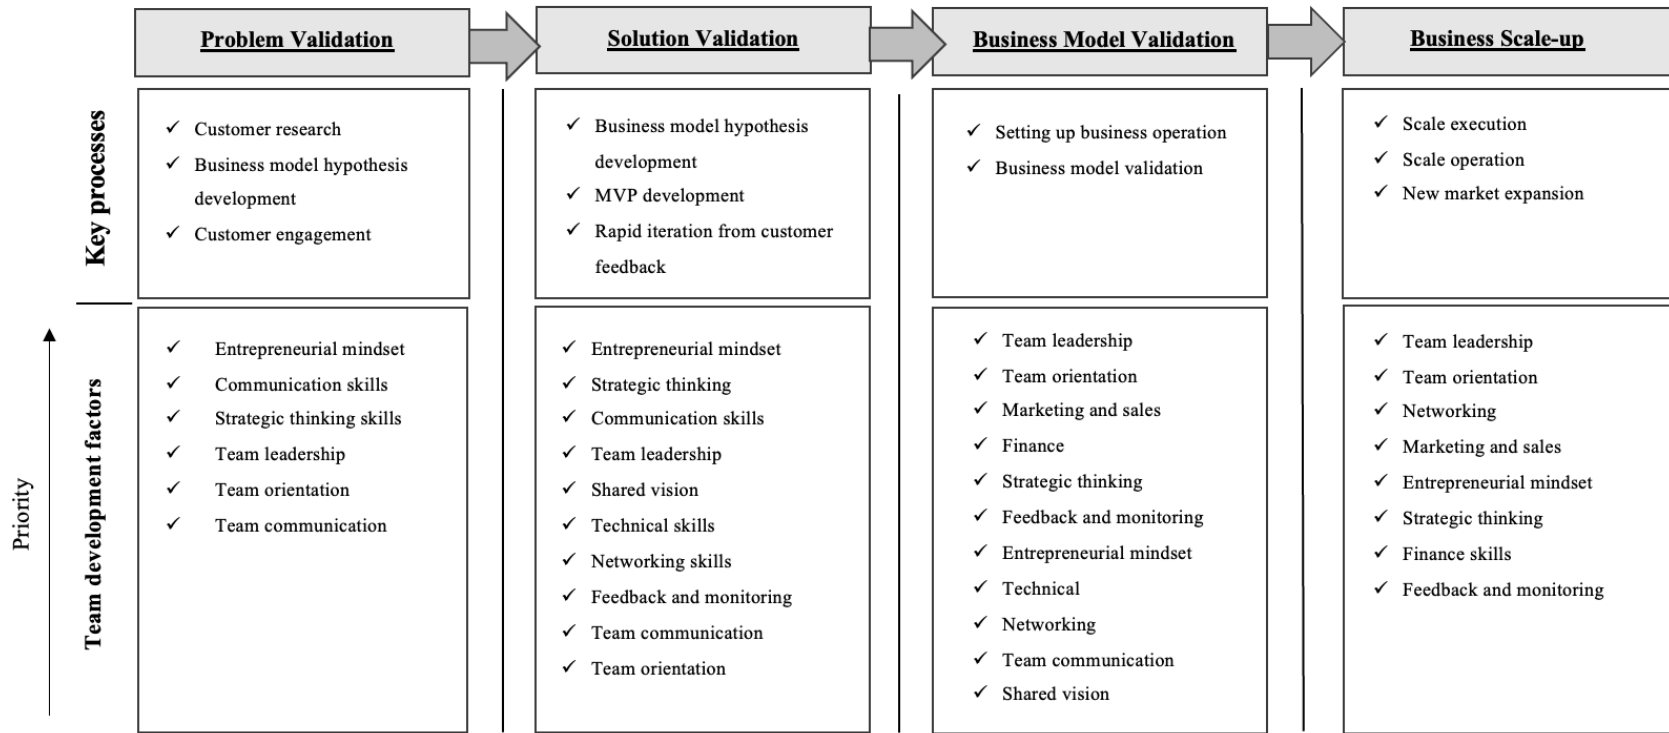 Problem Validation
Solution Validation
Business Model Validation
Business Scale-up
Key processes
Customer research
Business model hypothesis
development
Customer engagement
Business model hypothesis
development
MVP development
Rapid iteration from customer
feedback
Setting up business operation
Business model validation
Scale execution
Scale operation
New market expansion
Priority
Team development factors
Entrepreneurial mindset
Communication skills
Strategic thinking skills
Team leadership
Team orientation
Team communication
Entrepreneurial mindset
Strategic thinking
Communication skills
Team leadership
Shared vision
Technical skills
Networking skills
Feedback and monitoring
Team communication
Team orientation
Team leadership
Team orientation
Marketing and sales
Finance
Strategic thinking
Feedback and monitoring
Entrepreneurial mindset
Technical
Networking
Team communication
Shared vision
Team leadership
Team orientation
Networking
Marketing and sales
Entrepreneurial mindset
Strategic thinking
Finance skills
Feedback and monitoring